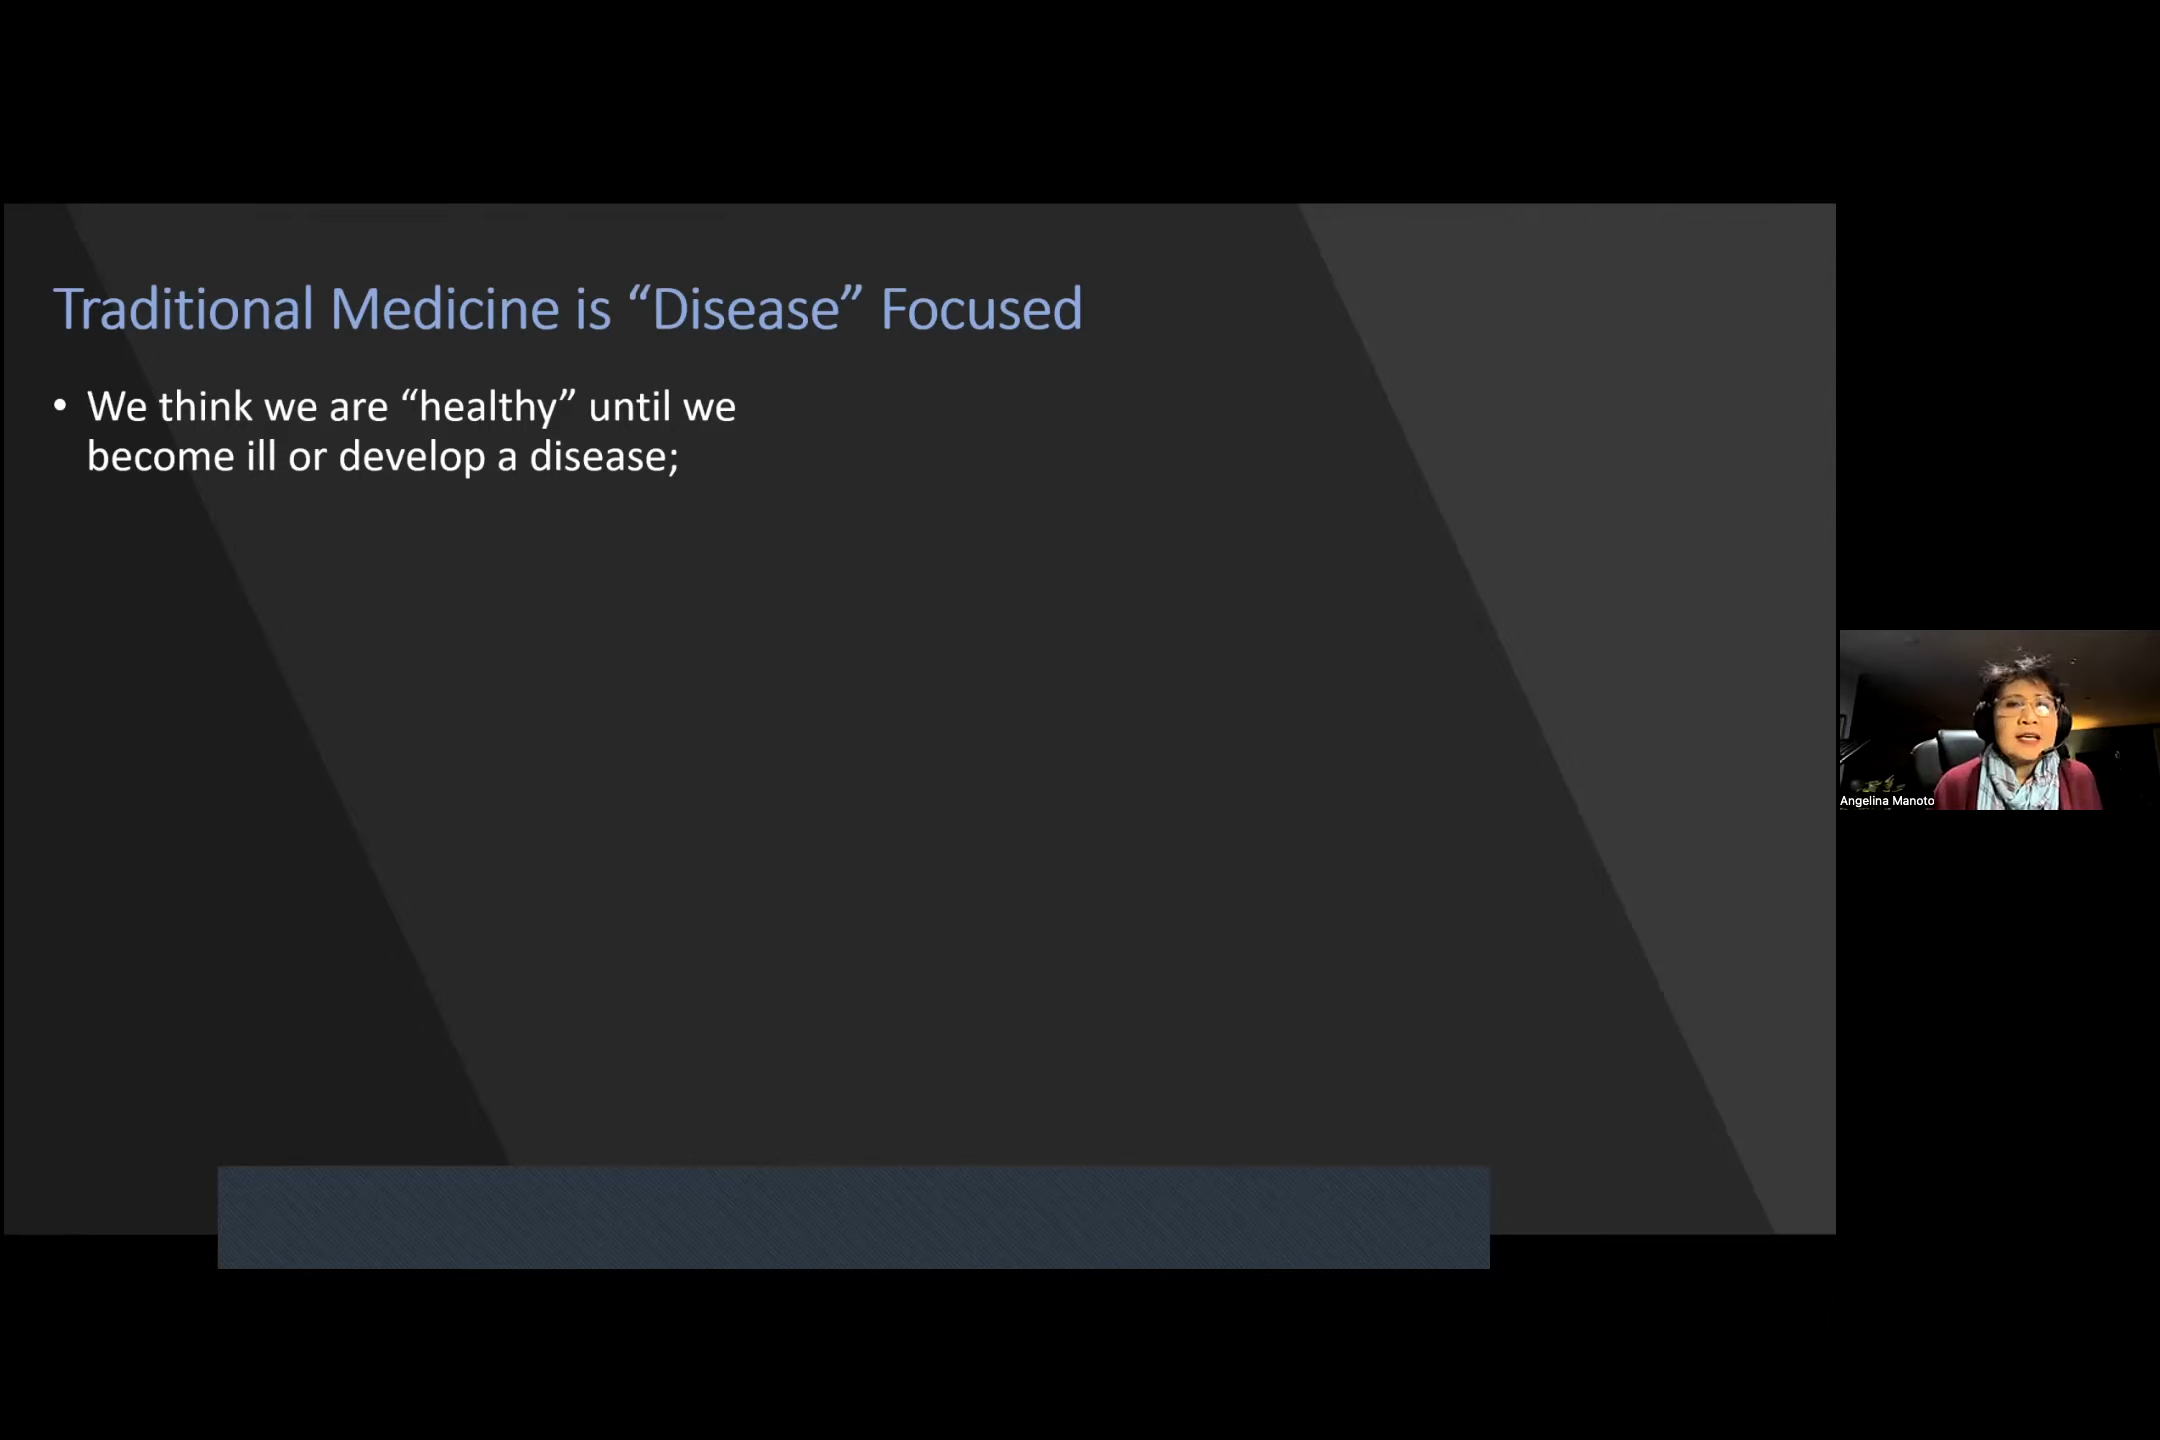 Traditional Medicine is “Disease” Focused
• We think we are “healthy” until we
become ill or develop a disease;
Angelina Manoto